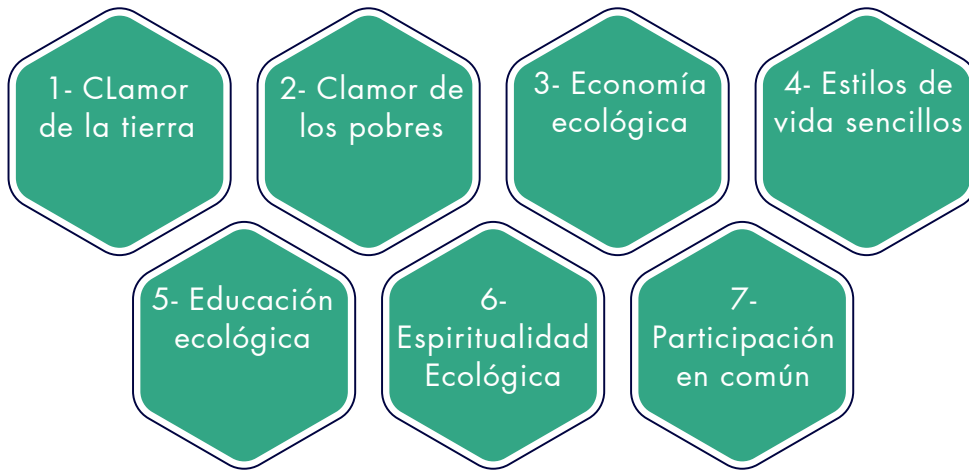 1- CLamor
de la tierra
2- Clamor de
los pobres
3- Economía
ecológica
4- Estilos de
vida sencillos
5- Educación
ecológica
6-
Espiritualidad
Ecológica
7-
Participación
en común